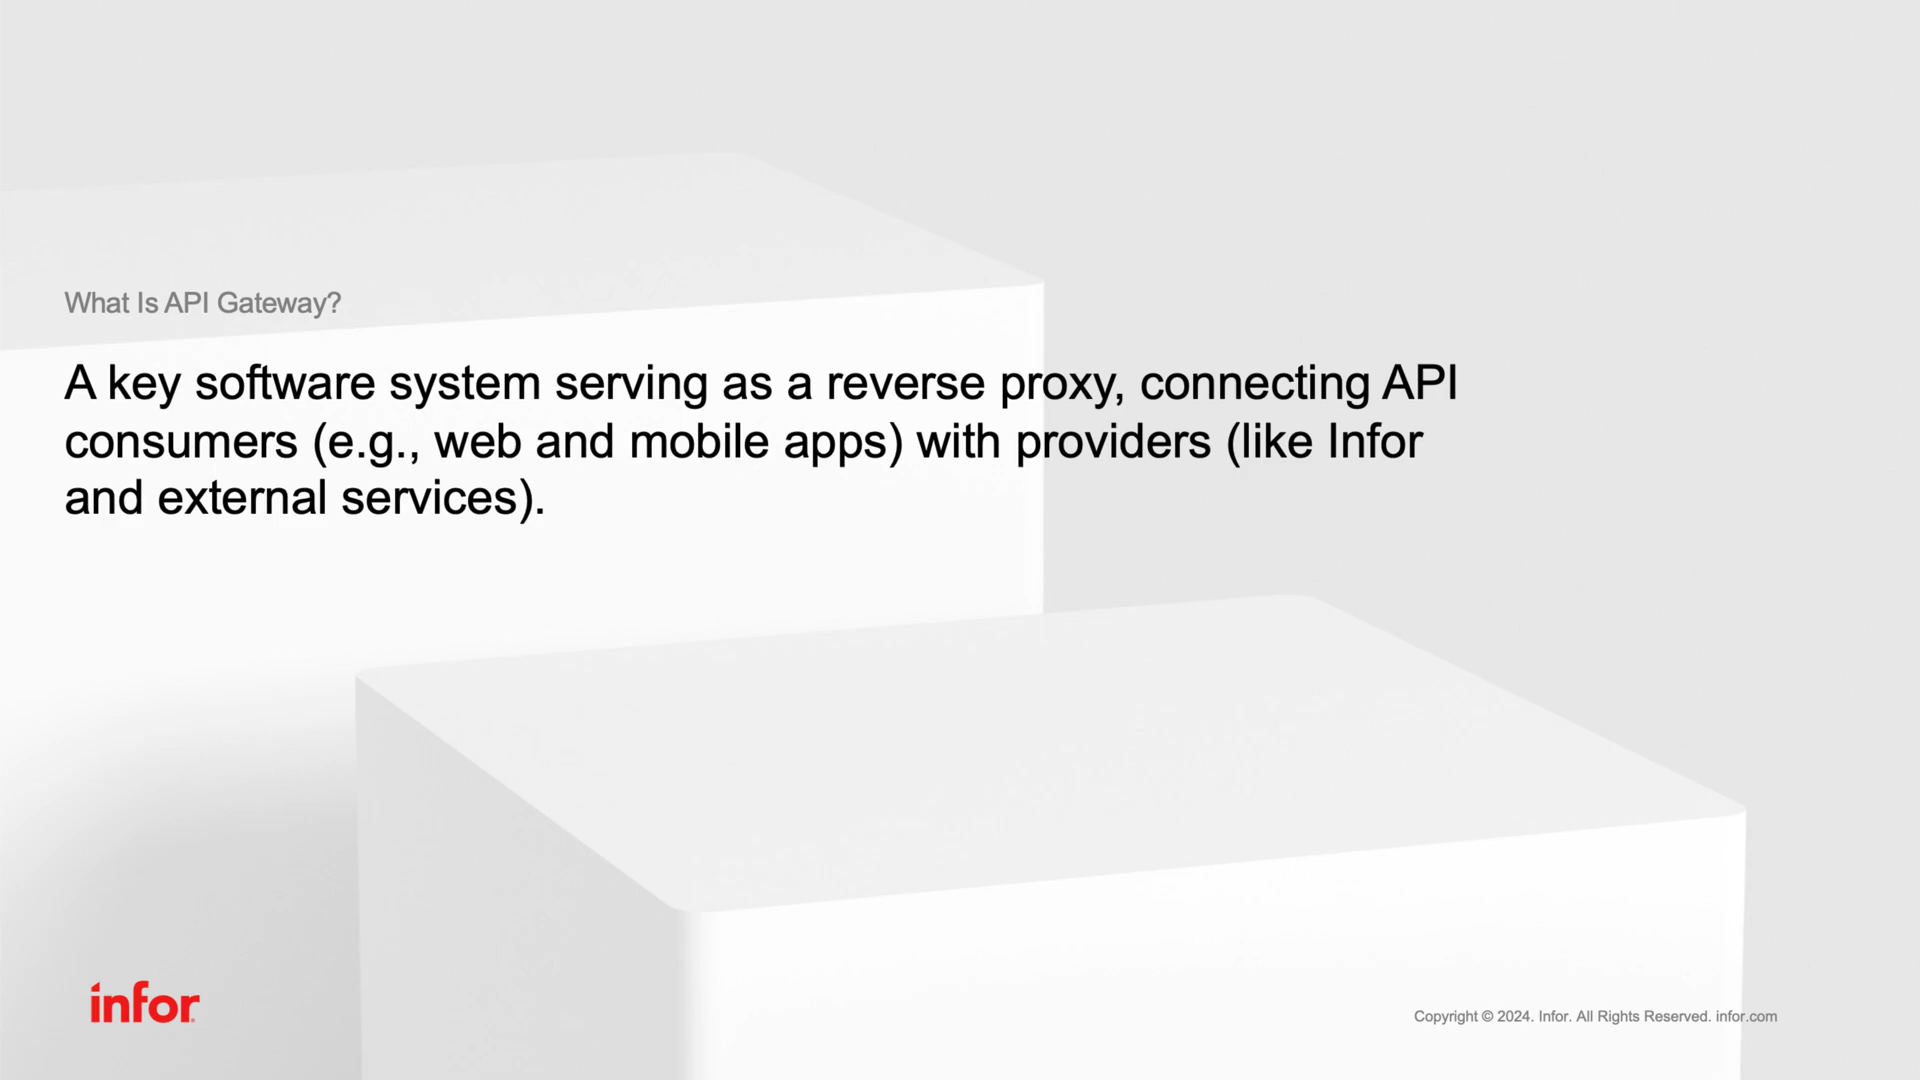 What Is API Gateway?
A key software system serving as a reverse proxy, connecting API
consumers (e.g., web and mobile apps) with providers (like Infor
and external services).
infor
Copyright © 2024. Infor. All Rights Reserved. infor.com